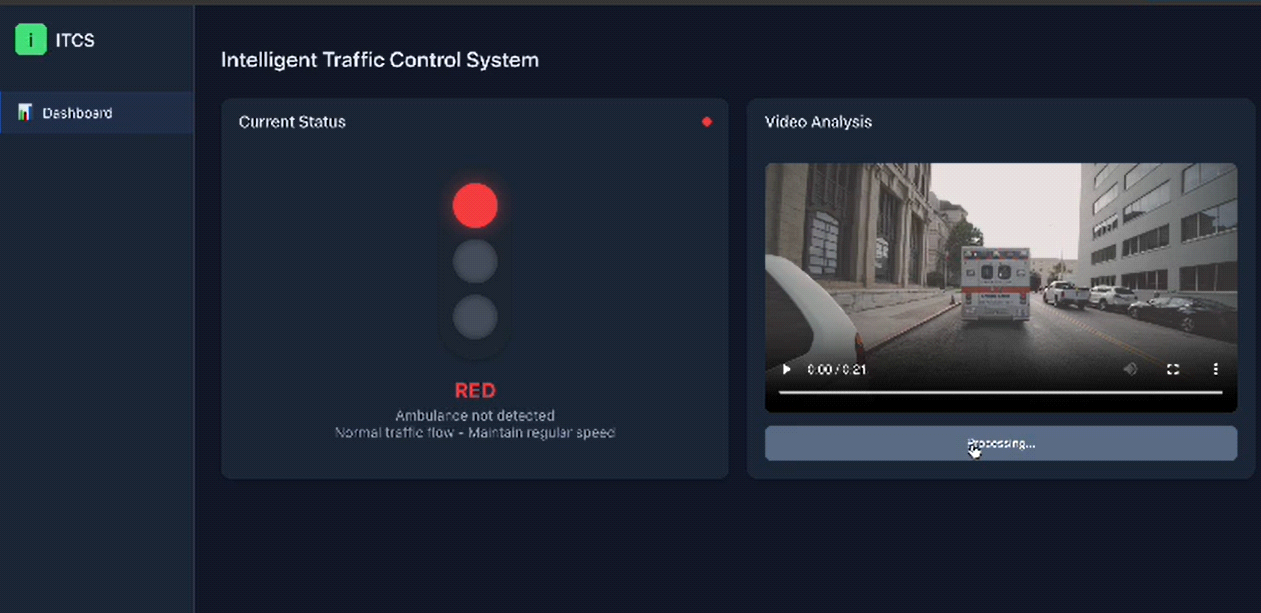 i ITCS
Dashboard
Intelligent Traffic Control System
Current Status
RED
Ambulance not detected
Normal traffic flow - Maintain regular speed
Video Analysis
0:00 / 0:21
Processing...